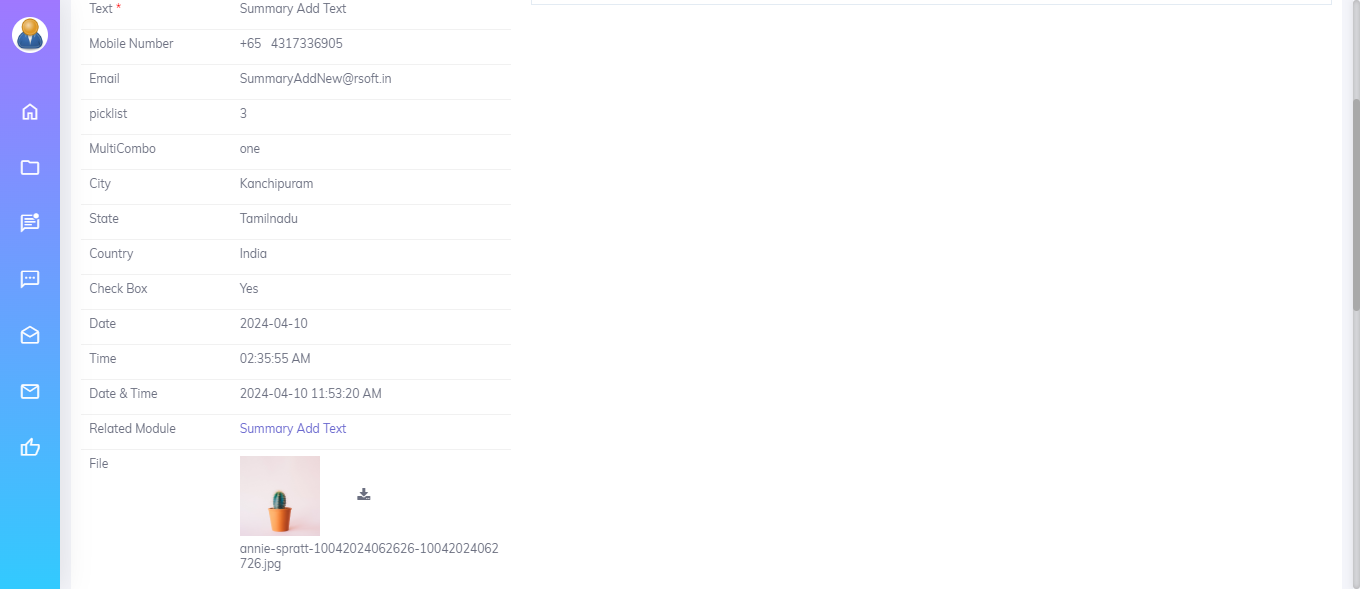 Text * Summary Add Text
Mobile Number +65 4317336905
Email SummaryAddNew@rsoft.in
picklist 3
MultiCombo one
City Kanchipuram
State Tamilnadu
Country India
Check Box Yes
Date 2024-04-10
Time 02:35:55 AM
Date & Time 2024-04-10 11:53:20 AM
Related Module Summary Add Text
File
annie-spratt-10042024062626-10042024062
726.jpg